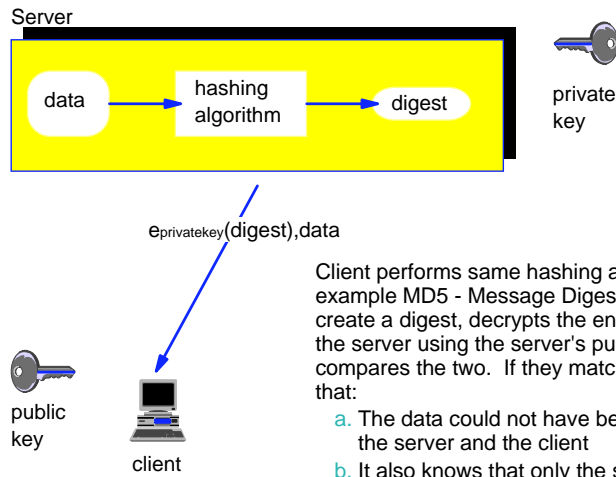 Server
data
hashing
algorithm
digest
private
key
eprivatekey(digest),data
Client performs same hashing a
example MD5 - Message Diges
create a digest, decrypts the en
the server using the server's pu
compares the two. If they match
that:
a. The data could not have be
the server and the client
b. It also knows that only the s
public
key
client